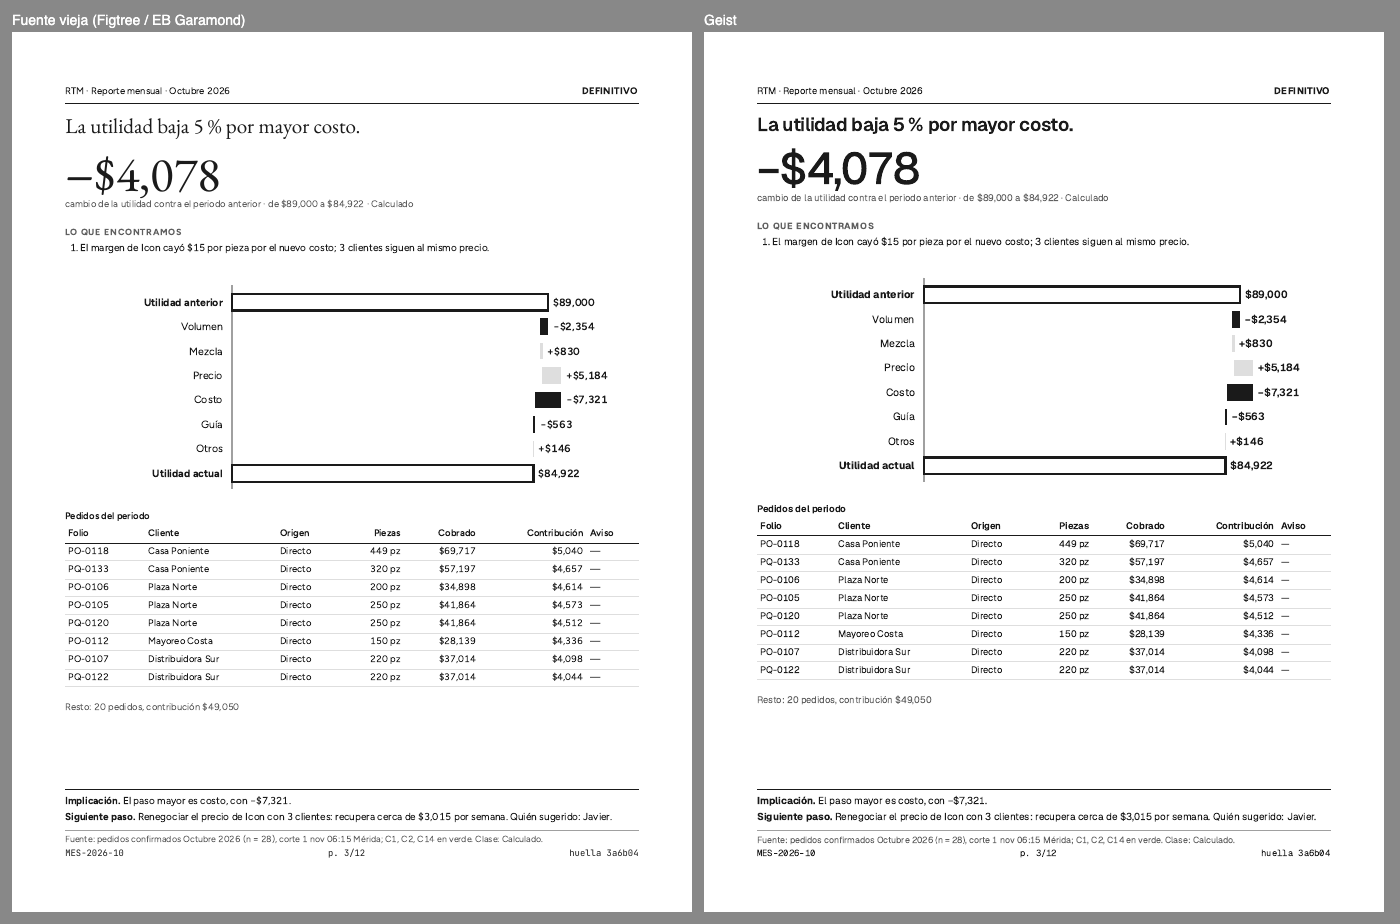 Fuente vieja (Figtree / EB Garamond)
RTM · Reporte mensual · Octubre 2026 DEFINITIVO
La utilidad baja 5 % por mayor costo.
−$4,078
cambio de la utilidad contra el periodo anterior · de $89,000 a $84,922 · Calculado
LO QUE ENCONTRAMOS
1. El margen de Icon cayó $15 por pieza por el nuevo costo; 3 clientes siguen al mismo precio.
Utilidad anterior $89,000
Volumen −$2,354
Mezcla +$830
Precio +$5,184
Costo −$7,321
Guía −$563
Otros +$146
Utilidad actual $84,922
Pedidos del periodo
Folio Cliente Origen Piezas Cobrado Contribución Aviso
PO-0118 Casa Poniente Directo 449 pz $69,717 $5,040 —
PQ-0133 Casa Poniente Directo 320 pz $57,197 $4,657 —
PO-0106 Plaza Norte Directo 200 pz $34,898 $4,614 —
PO-0105 Plaza Norte Directo 250 pz $41,864 $4,573 —
PQ-0120 Plaza Norte Directo 250 pz $41,864 $4,512 —
PO-0112 Mayoreo Costa Directo 150 pz $28,139 $4,336 —
PO-0107 Distribuidora Sur Directo 220 pz $37,014 $4,098 —
PQ-0122 Distribuidora Sur Directo 220 pz $37,014 $4,044 —
Resto: 20 pedidos, contribución $49,050
Implicación. El paso mayor es costo, con −$7,321.
Siguiente paso. Renegociar el precio de Icon con 3 clientes: recupera cerca de $3,015 por semana. Quién sugerido: Javier.
Fuente: pedidos confirmados Octubre 2026 (n = 28), corte 1 nov 06:15 Mérida; C1, C2, C14 en verde. Clase: Calculado.
MES-2026-10 p. 3/12 huella 3a6b04
Geist
RTM · Reporte mensual · Octubre 2026 DEFINITIVO
La utilidad baja 5 % por mayor costo.
−$4,078
cambio de la utilidad contra el periodo anterior · de $89,000 a $84,922 · Calculado
LO QUE ENCONTRAMOS
1. El margen de Icon cayó $15 por pieza por el nuevo costo; 3 clientes siguen al mismo precio.
Utilidad anterior $89,000
Volumen −$2,354
Mezcla +$830
Precio +$5,184
Costo −$7,321
Guía −$563
Otros +$146
Utilidad actual $84,922
Pedidos del periodo
Folio Cliente Origen Piezas Cobrado Contribución Aviso
PO-0118 Casa Poniente Directo 449 pz $69,717 $5,040 —
PQ-0133 Casa Poniente Directo 320 pz $57,197 $4,657 —
PO-0106 Plaza Norte Directo 200 pz $34,898 $4,614 —
PO-0105 Plaza Norte Directo 250 pz $41,864 $4,573 —
PQ-0120 Plaza Norte Directo 250 pz $41,864 $4,512 —
PO-0112 Mayoreo Costa Directo 150 pz $28,139 $4,336 —
PO-0107 Distribuidora Sur Directo 220 pz $37,014 $4,098 —
PQ-0122 Distribuidora Sur Directo 220 pz $37,014 $4,044 —
Resto: 20 pedidos, contribución $49,050
Implicación. El paso mayor es costo, con −$7,321.
Siguiente paso. Renegociar el precio de Icon con 3 clientes: recupera cerca de $3,015 por semana. Quién sugerido: Javier.
Fuente: pedidos confirmados Octubre 2026 (n = 28), corte 1 nov 06:15 Mérida; C1, C2, C14 en verde. Clase: Calculado.
MES-2026-10 p. 3/12 huella 3a6b04